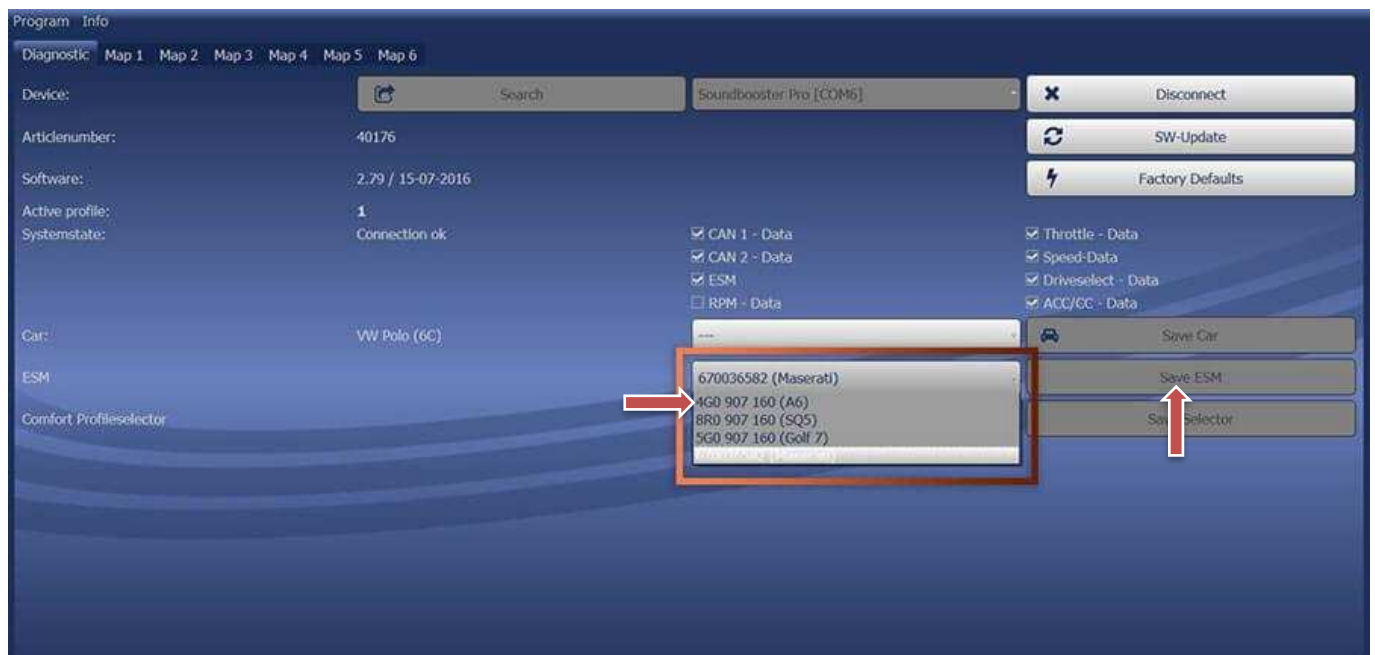 Program Info
Diagnostic Map 1 Map 2 Map 3 Map 4 Map 5 Map 6
Device: Search Soundbooster Pro [COM6] Disconnect
Articlenumber: 40176 SW-Update
Software: 2.79 / 15-07-2016 Factory Defaults
Active profile: 1
Systemstate: Connection ok CAN 1 - Data Throttle - Data
CAN 2 - Data Speed-Data
ESM Driveselect - Data
RPM - Data ACC/CC - Data
Car: VW Polo (6C) --- Save Car
ESM 670036582 (Maserati) Save ESM
4G0 907 160 (A6)
8R0 907 160 (SQ5)
Comfort Profileselector Selector
5G0 907 160 (Golf 7)